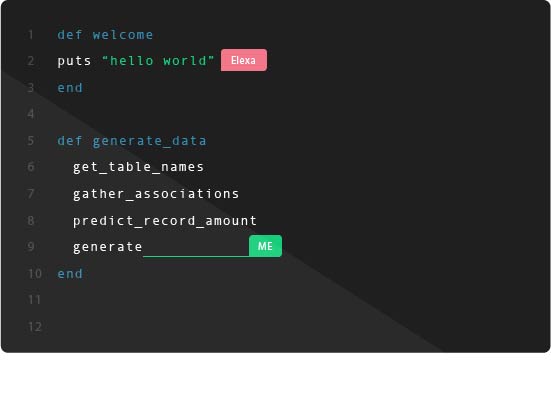 1 def welcome
2 puts “hello world” Elexa
3 end
4
5 def generate_data
6 get_table_names
7 gather_associations
8 predict_record_amount
9 generate ME
10 end
11
12